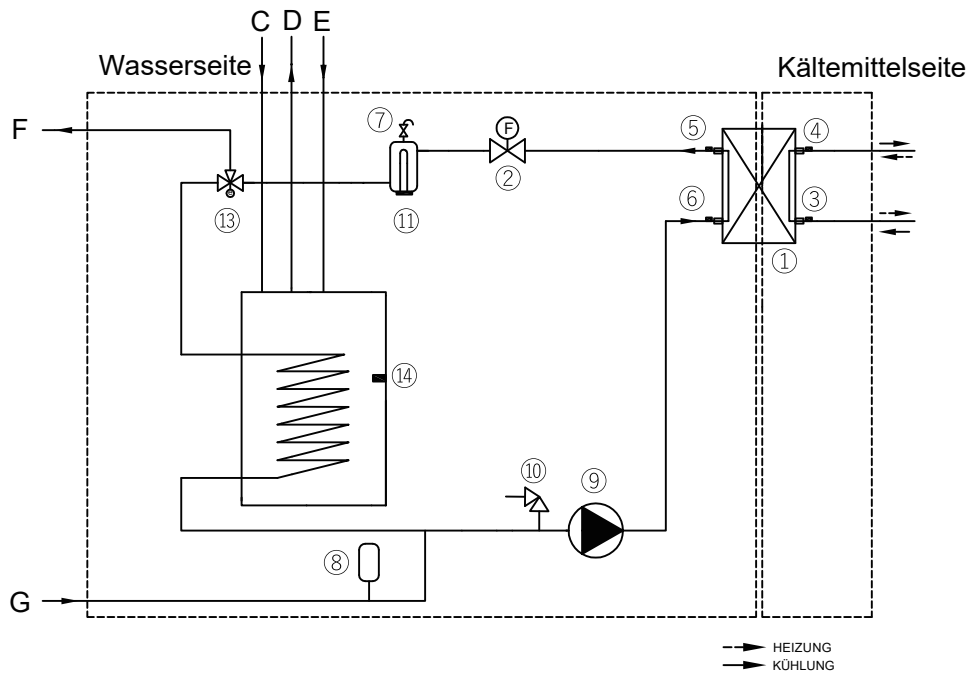 C D E
Wasserseite
Kältemittelseite
F
⑦
F
⑤
④
②
⑥
③
⑬
⑪
①
⑭
⑩
⑨
⑧
G
HEIZUNG
KÜHLUNG